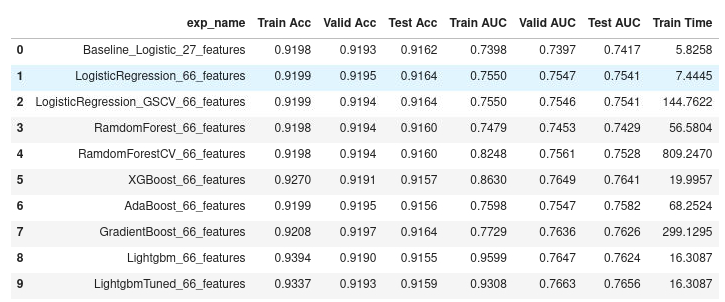 exp_name Train Acc Valid Acc Test Acc Train AUC Valid AUC Test AUC Train Time
0 Baseline_Logistic_27_features 0.9198 0.9193 0.9162 0.7398 0.7397 0.7417 5.8258
1 LogisticRegression_66_features 0.9199 0.9195 0.9164 0.7550 0.7547 0.7541 7.4445
2 LogisticRegression_GSCV_66_features 0.9199 0.9194 0.9164 0.7550 0.7546 0.7541 144.7622
3 RamdomForest_66_features 0.9198 0.9194 0.9160 0.7479 0.7453 0.7429 56.5804
4 RamdomForestCV_66_features 0.9198 0.9194 0.9160 0.8248 0.7561 0.7528 809.2470
5 XGBoost_66_features 0.9270 0.9191 0.9157 0.8630 0.7649 0.7641 19.9957
6 AdaBoost_66_features 0.9199 0.9195 0.9156 0.7598 0.7547 0.7582 68.2524
7 GradientBoost_66_features 0.9208 0.9197 0.9164 0.7729 0.7636 0.7626 299.1295
8 Lightgbm_66_features 0.9394 0.9190 0.9155 0.9599 0.7647 0.7624 16.3087
9 LightgbmTuned_66_features 0.9337 0.9193 0.9159 0.9308 0.7663 0.7656 16.3087